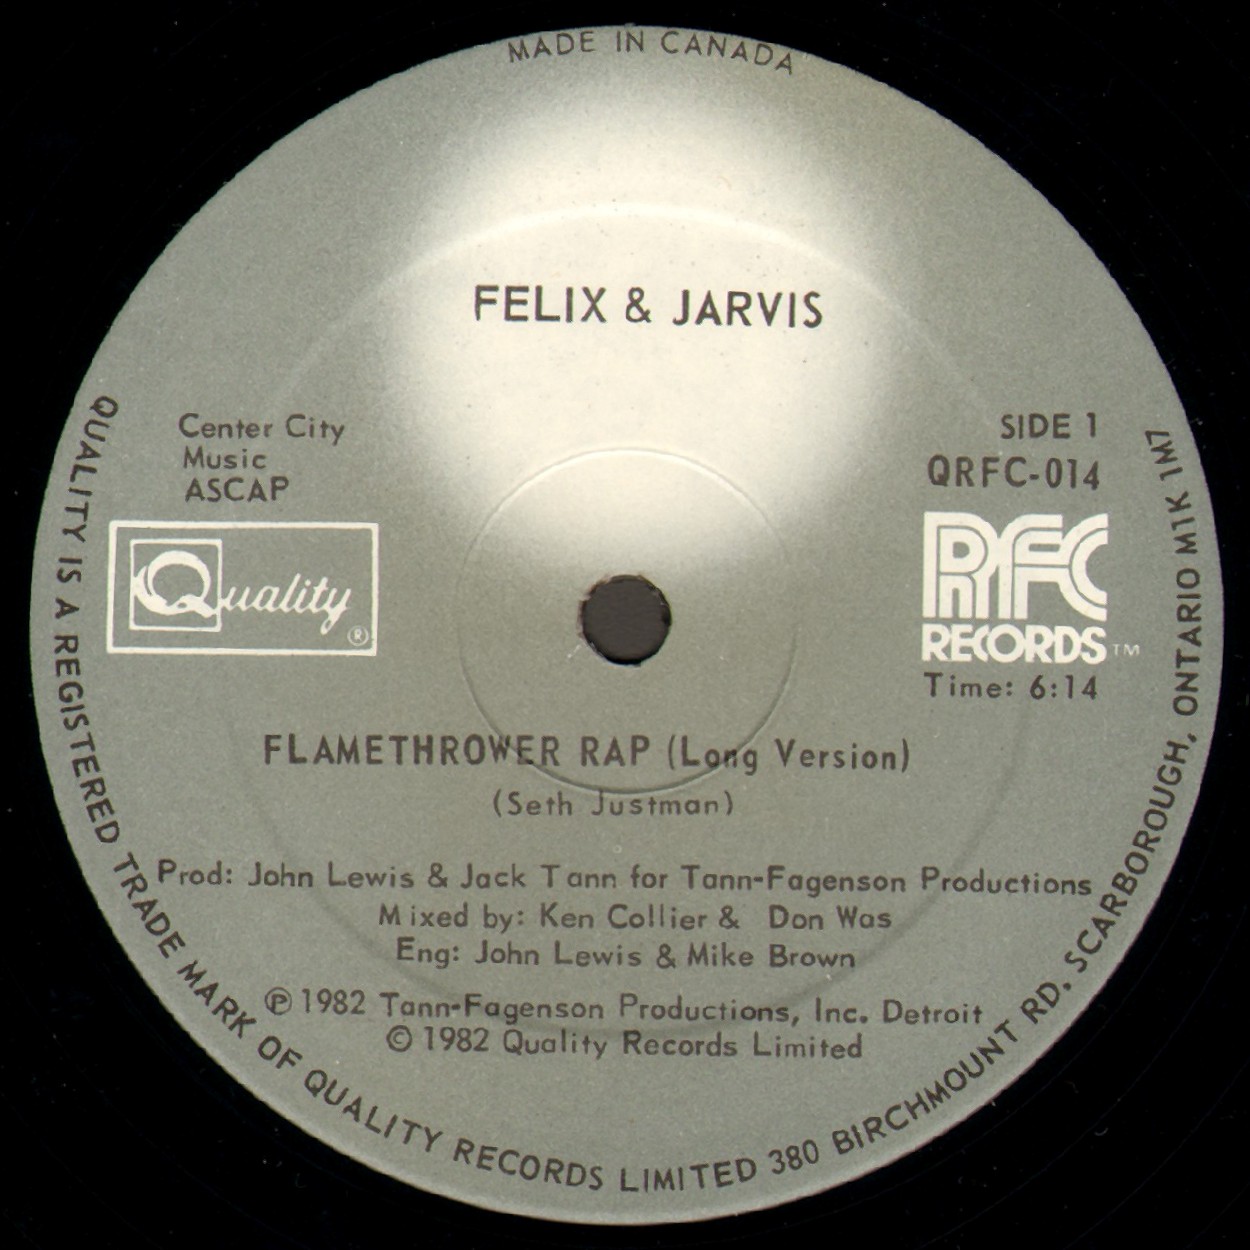 MADE IN CANADA
FELIX & JARVIS
Center City
Music
ASCAP
SIDE 1
QRFC-014
Quality
®
RFC
RECORDS™
Time: 6:14
FLAMETHROWER RAP (Long Version)
(Seth Justman)
Prod: John Lewis & Jack Tann for Tann-Fagenson Productions
Mixed by: Ken Collier & Don Was
Eng: John Lewis & Mike Brown
℗ 1982 Tann-Fagenson Productions, Inc. Detroit
© 1982 Quality Records Limited
QUALITY IS A REGISTERED TRADE MARK OF QUALITY RECORDS LIMITED 380 BIRCHMOUNT RD. SCARBOROUGH, ONTARIO M1K 1M7